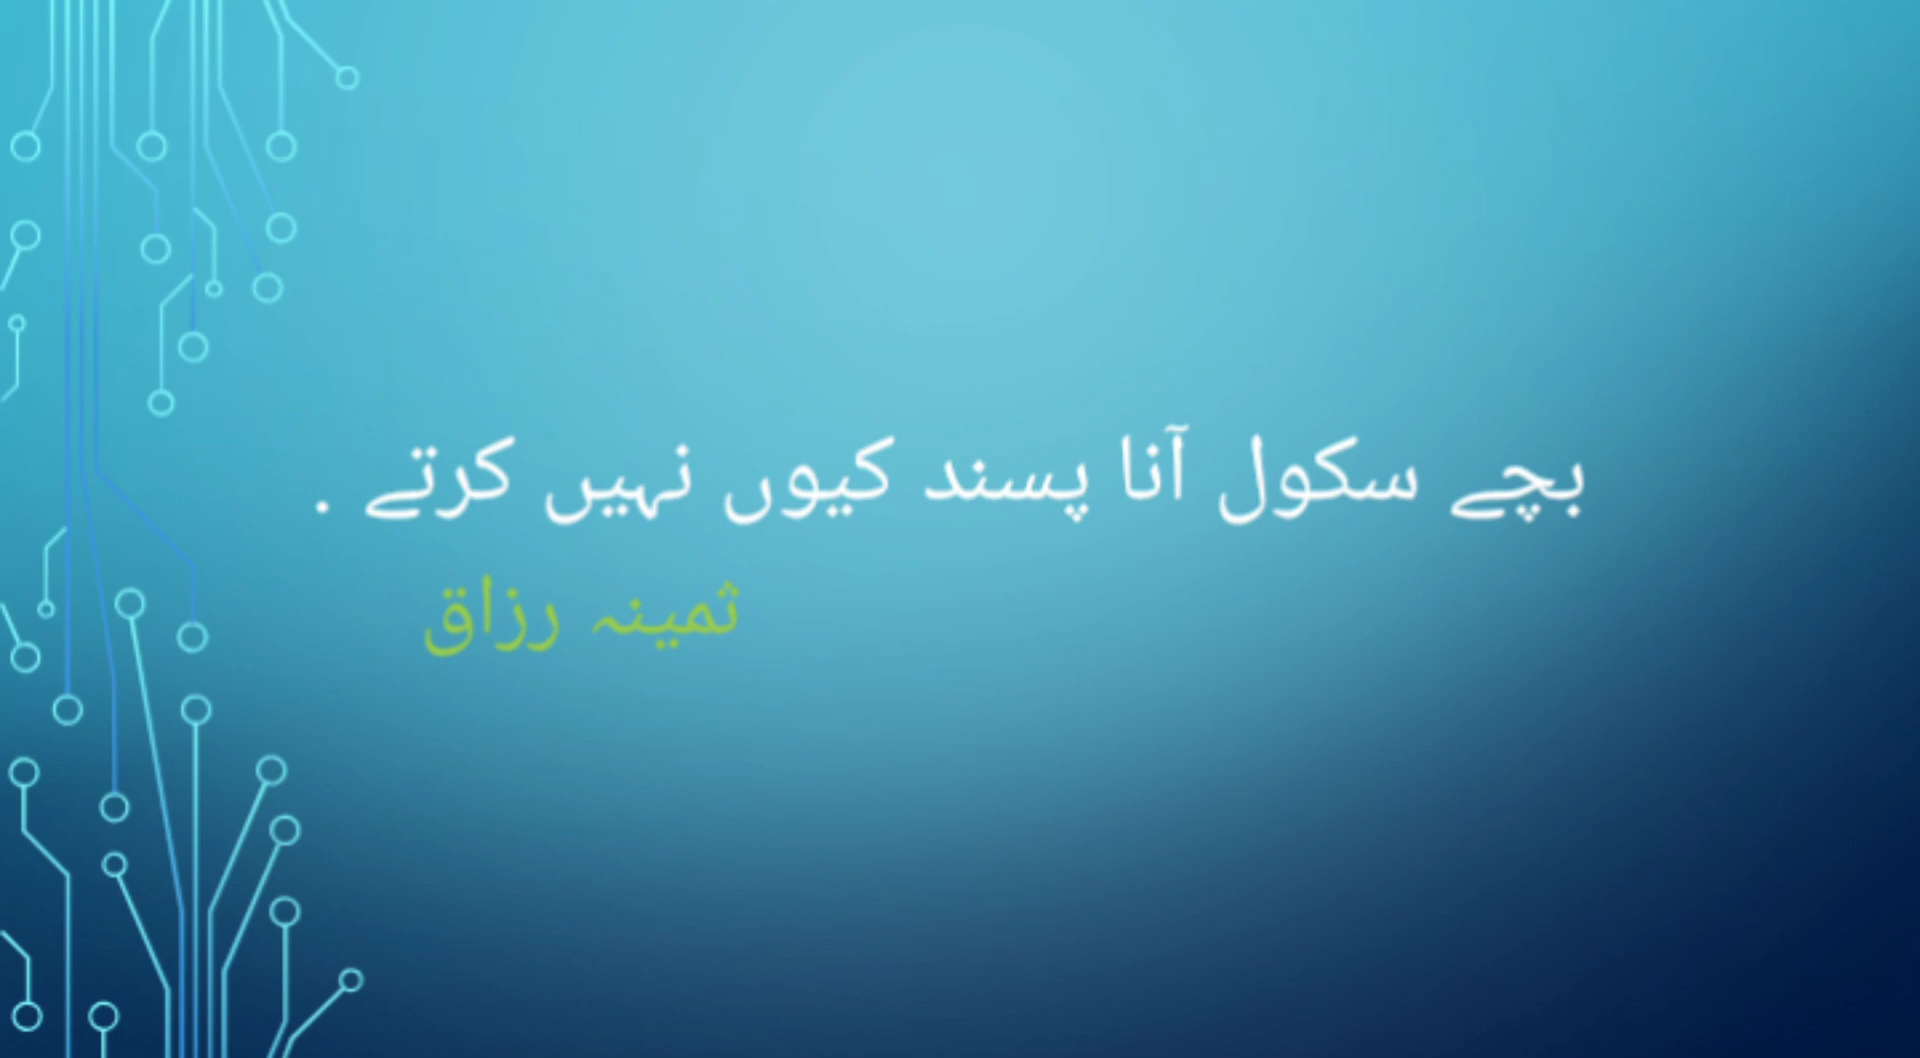 بچے سکول آنا پسند کیوں نہیں کرتے .
ثمینہ رزاق